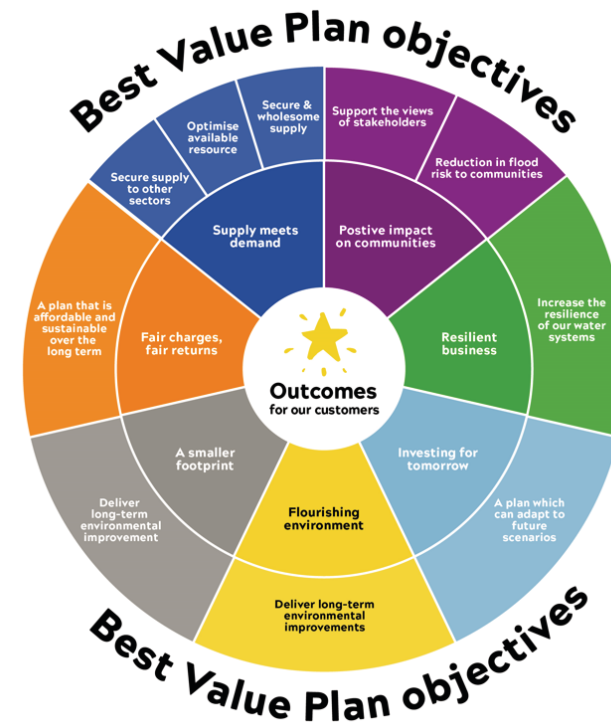 Best Value Plan objectives
Secure &
wholesome
supply
Support the views
of stakeholders
Optimise
available
resource
Reduction in flood
risk to communities
Secure supply
to other
sectors
Supply meets
demand
Postive impact
on communities
A plan that is
affordable and
sustainable
over the
long term
Fair charges,
fair returns
Resilient
business
Increase the
resilience
of our water
systems
Outcomes
for our customers
A smaller
footprint
Investing for
tomorrow
Deliver
long-term
environmental
improvement
Flourishing
environment
A plan which
can adapt to
future
scenarios
Deliver long-term
environmental
improvements
Best Value Plan objectives